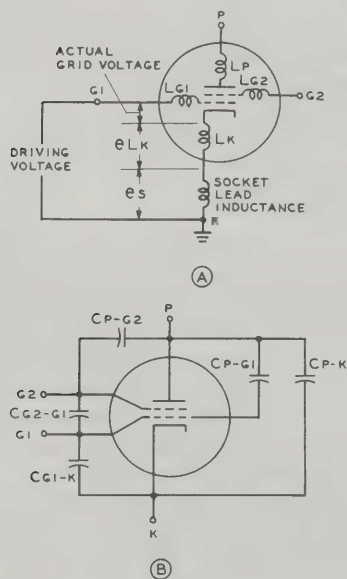 P
ACTUAL
GRID VOLTAGE
G1
LP
LG1
LG2
G2
eLK
LK
DRIVING
VOLTAGE
eS
SOCKET
LEAD
INDUCTANCE
K
A
P
CP-G2
CP-G1
CP-K
G2
CG2-G1
G1
CG1-K
K
B